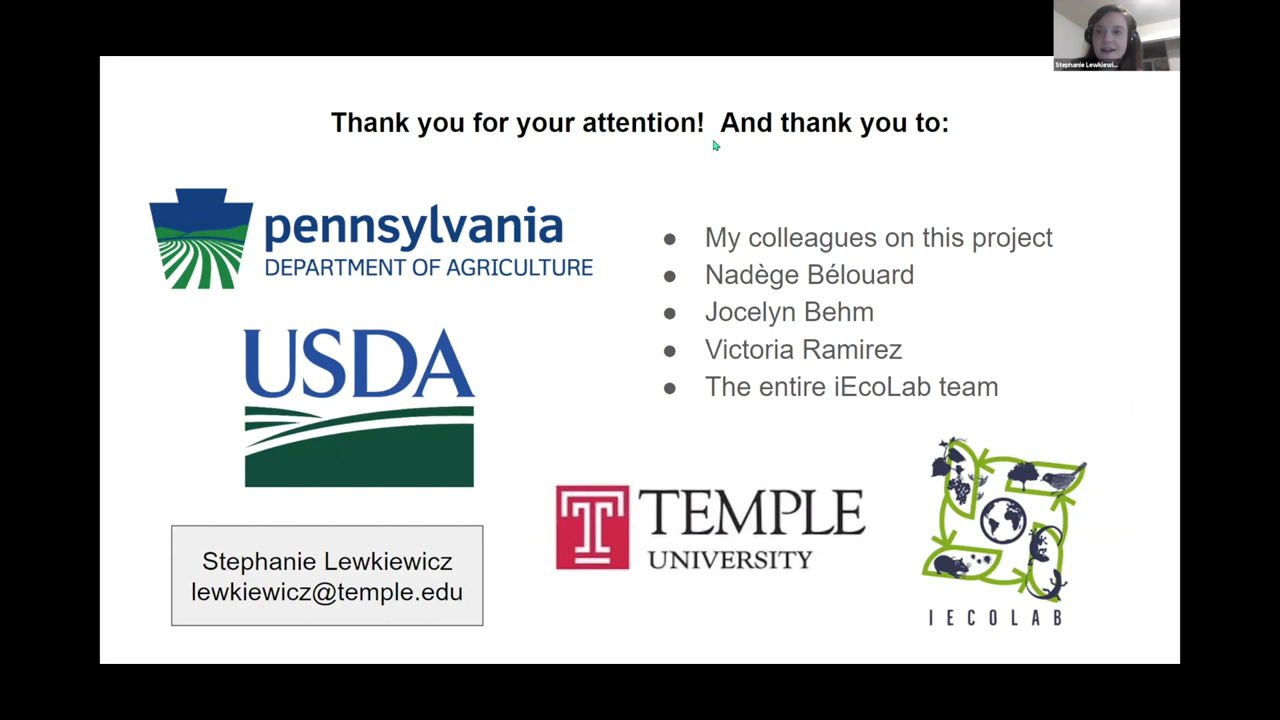 Stephanie Lewkiewi...
Thank you for your attention!  And thank you to:
pennsylvania
DEPARTMENT OF AGRICULTURE
USDA
● My colleagues on this project
● Nadège Bélouard
● Jocelyn Behm
● Victoria Ramirez
● The entire iEcoLab team
Stephanie Lewkiewicz
lewkiewicz@temple.edu
T
TEMPLE
UNIVERSITY
IECOLAB